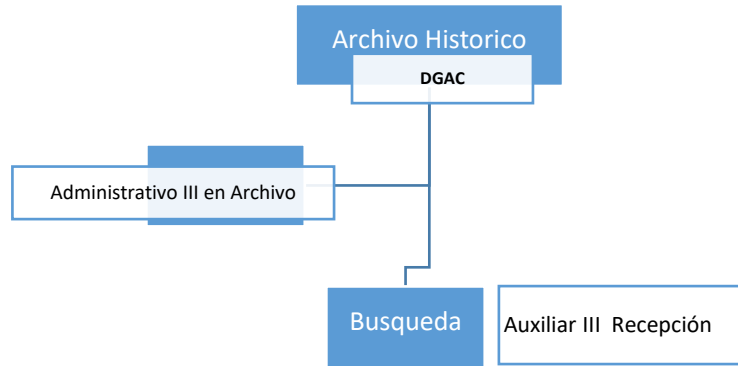 Archivo Historico
DGAC
Administrativo III en Archivo
Busqueda
Auxiliar III Recepción